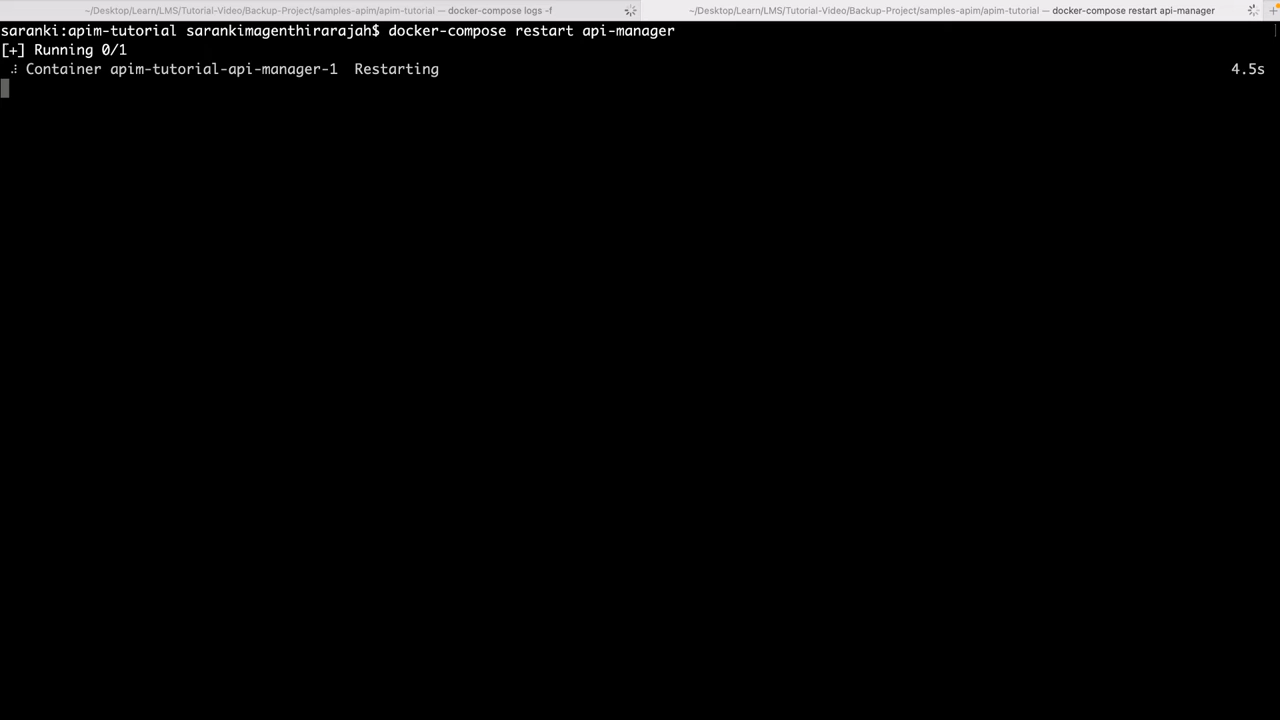 ~/Desktop/Learn/LMS/Tutorial-Video/Backup-Project/samples-apim/apim-tutorial — docker-compose logs -f
~/Desktop/Learn/LMS/Tutorial-Video/Backup-Project/samples-apim/apim-tutorial — docker-compose restart api-manager
saranki:apim-tutorial sarankimagenthirarajah$ docker-compose restart api-manager
[+] Running 0/1
⠼ Container apim-tutorial-api-manager-1  Restarting 4.5s